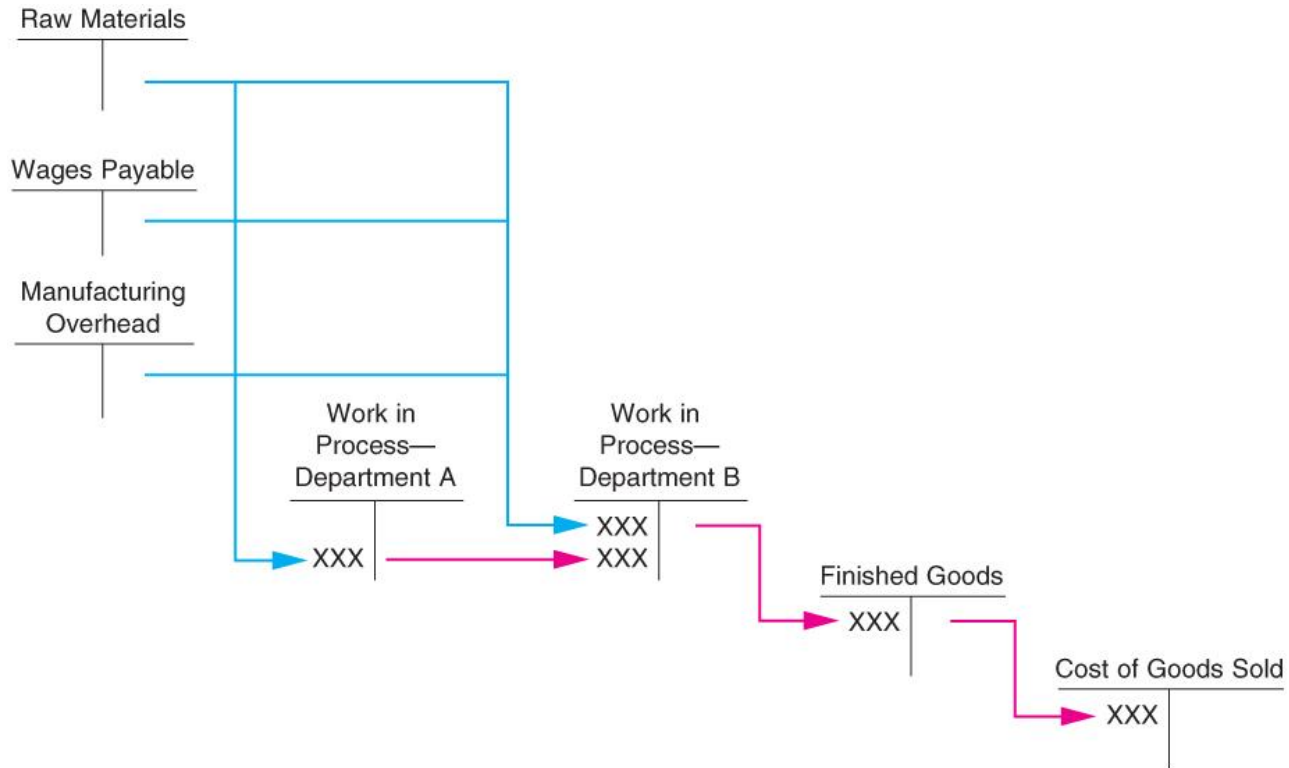 Raw Materials
Wages Payable
Manufacturing
Overhead
Work in
Process—
Department A
XXX
Work in
Process—
Department B
XXX
XXX
Finished Goods
XXX
Cost of Goods Sold
XXX